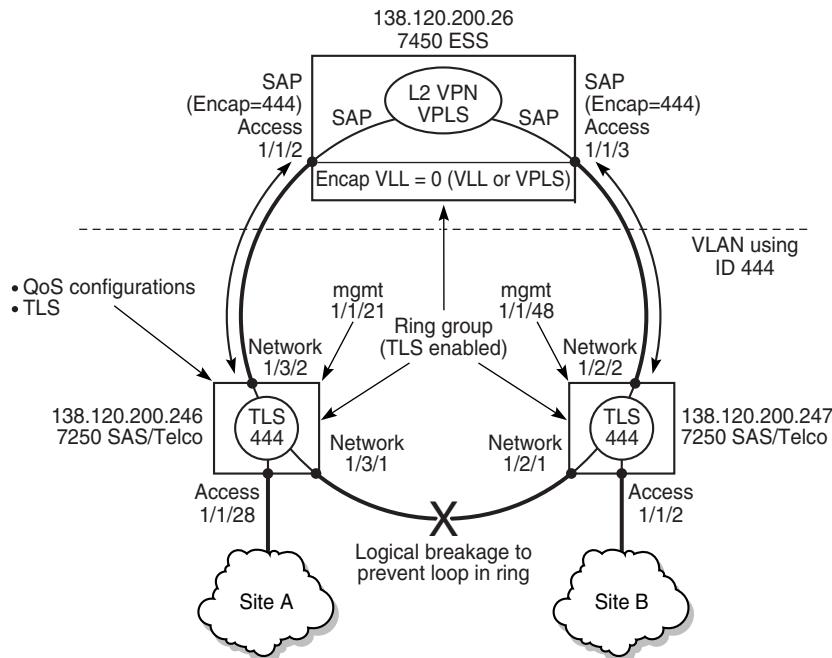 138.120.200.26
7450 ESS
SAP
(Encap=444)
Access
1/1/2
L2 VPN
VPLS
SAP
SAP
SAP
(Encap=444)
Access
1/1/3
Encap VLL = 0 (VLL or VPLS)
VLAN using
ID 444
• QoS configurations
• TLS
mgmt
1/1/21
mgmt
1/1/48
Ring group
(TLS enabled)
Network
1/3/2
Network
1/2/2
138.120.200.246
7250 SAS/Telco
TLS
444
Network
1/3/1
Network
1/2/1
TLS
444
138.120.200.247
7250 SAS/Telco
Access
1/1/28
Access
1/1/2
X
Logical breakage to
prevent loop in ring
Site A
Site B